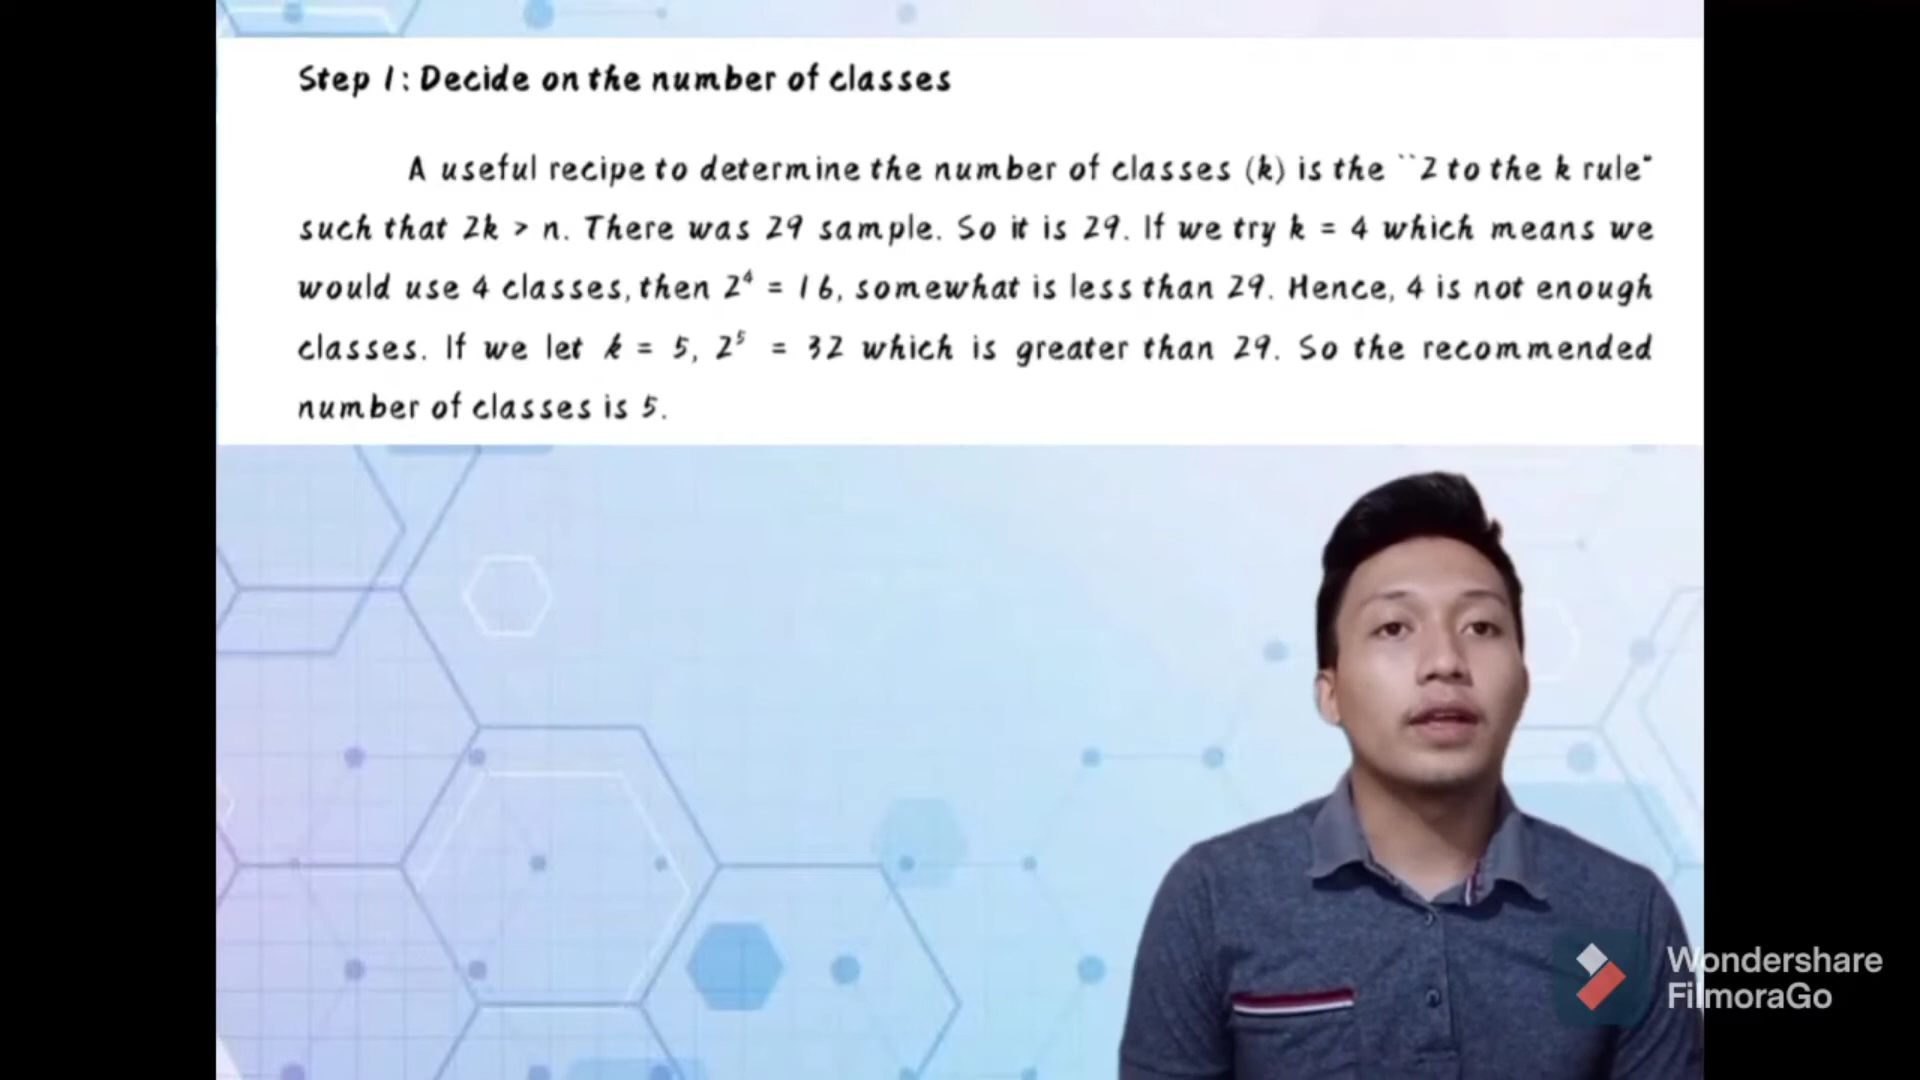 Step 1: Decide on the number of classes
A useful recipe to determine the number of classes (k) is the ``2 to the k rule"
such that 2k > n. There was 29 sample. So it is 29. If we try k = 4 which means we
would use 4 classes, then 2⁴ = 16, somewhat is less than 29. Hence, 4 is not enough
classes. If we let k = 5, 2⁵ = 32 which is greater than 29. So the recommended
number of classes is 5.
Wondershare
FilmoraGo